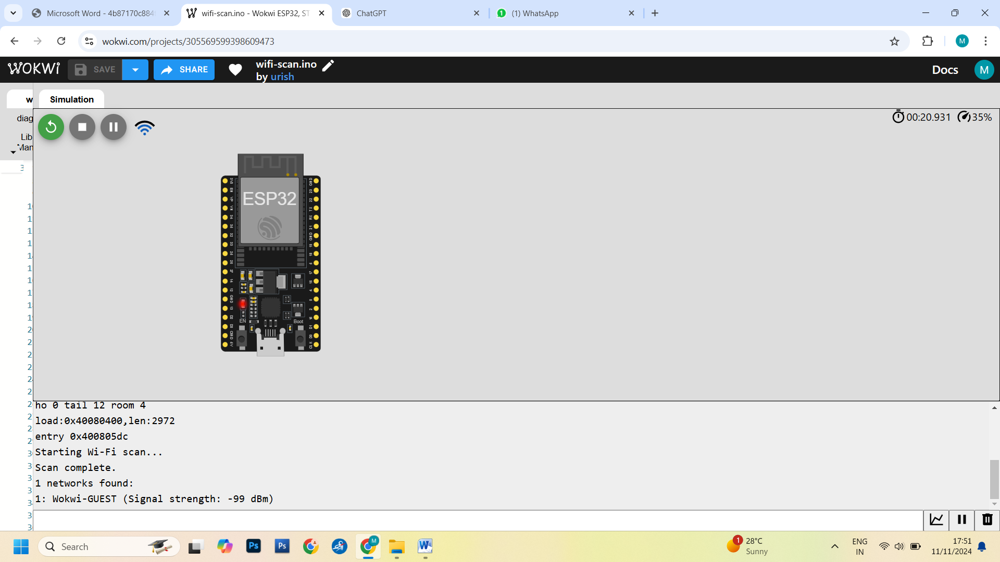 Microsoft Word - 4b87170c884
wifi-scan.ino - Wokwi ESP32, ST
ChatGPT
(1) WhatsApp
wokwi.com/projects/305569599398609473
M
WOKWi
SAVE
SHARE
wifi-scan.ino
by urish
Docs
M
w
Simulation
diag
Lib
Man
00:20.931
35%
ESP32
EN
Boot
ho 0 tail 12 room 4
load:0x40080400,len:2972
entry 0x400805dc
Starting Wi-Fi scan...
Scan complete.
1 networks found:
1: Wokwi-GUEST (Signal strength: -99 dBm)
Search
Ps
Ps
M
W
1
28°C
Sunny
ENG
IN
17:51
11/11/2024